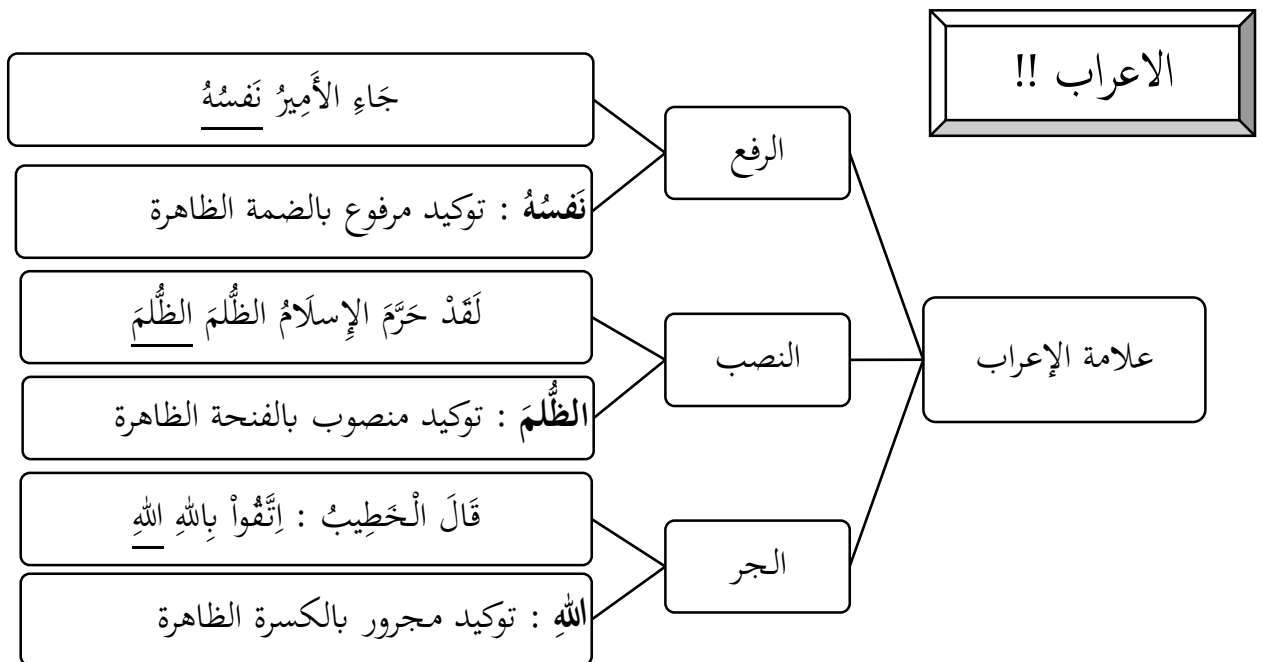 الاعراب !!
علامة الإعراب
الرفع
جَاءِ الأَمِيرُ نَفسُهُ
نَفسُهُ : توكيد مرفوع بالضمة الظاهرة
النصب
لَقَدْ حَرَّمَ الإِسلَامُ الظُّلمَ الظُّلمَ
الظُّلمَ : توكيد منصوب بالفنحة الظاهرة
الجر
قَالَ الْخَطِيبُ : اِتَّقُواْ بِاللهِ اللهِ
اللهِ : توكيد مجرور بالكسرة الظاهرة